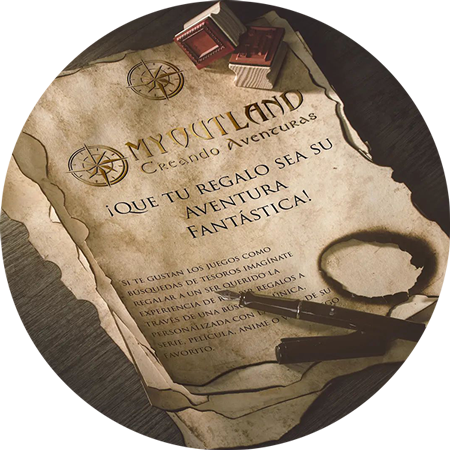 MYOUTLAND
Creando Aventuras
¡QUE TU REGALO SEA SU
AVENTURA
FANTÁSTICA!
SI TE GUSTAN LOS JUEGOS COMO
BÚSQUEDAS DE TESOROS IMAGÍNATE
REGALAR A UN SER QUERIDO LA
EXPERIENCIA DE REGALOS A
TRAVÉS DE UNA ÚNICA,
PERSONALIZADA CON DE SU
SERIE, PELÍCULA, ANIME O
FAVORITO.